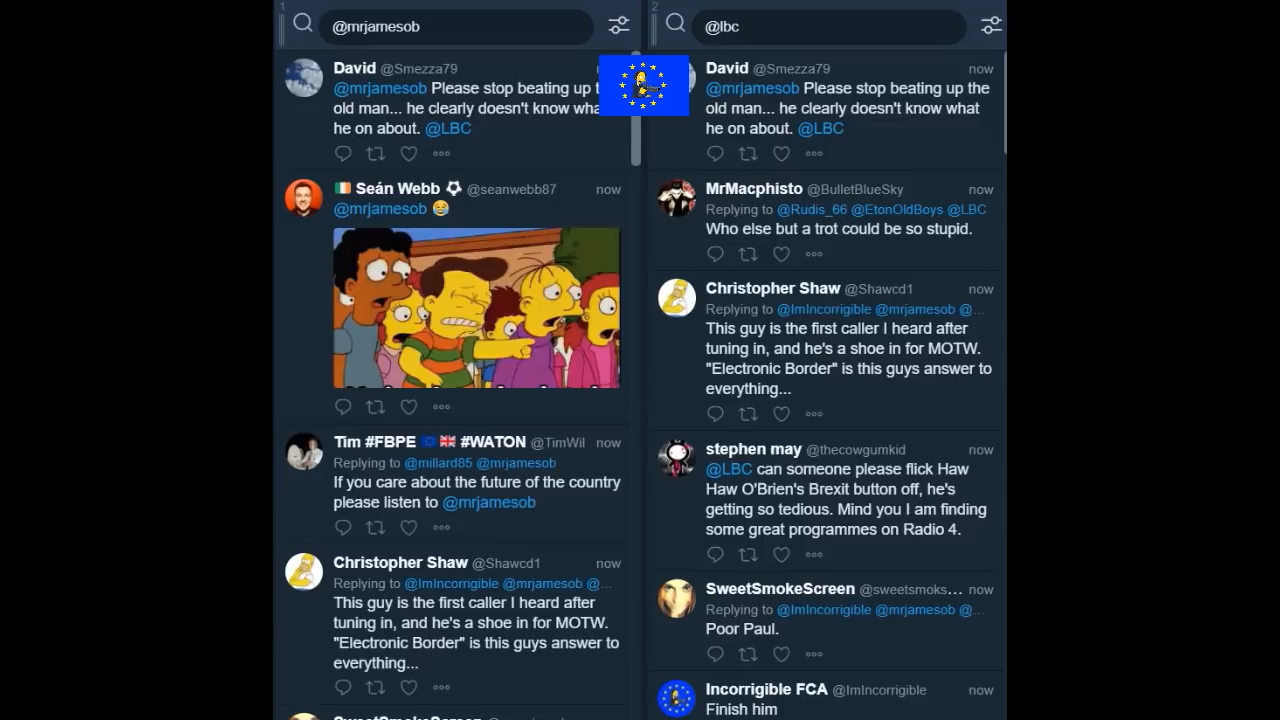 1
@mrjamesob
David @Smezza79
@mrjamesob Please stop beating up t
old man... he clearly doesn't know wha
he on about. @LBC
Seán Webb @seanwebb87 now
@mrjamesob
Tim #FBPE #WATON @TimWil now
Replying to @millard85 @mrjamesob
If you care about the future of the country
please listen to @mrjamesob
Christopher Shaw @Shawcd1 now
Replying to @ImIncorrigible @mrjamesob @...
This guy is the first caller I heard after
tuning in, and he's a shoe in for MOTW.
"Electronic Border" is this guys answer to
everything...
2
@lbc
David @Smezza79 now
@mrjamesob Please stop beating up the
old man... he clearly doesn't know what
he on about. @LBC
MrMacphisto @BulletBlueSky now
Replying to @Rudis_66 @EtonOldBoys @LBC
Who else but a trot could be so stupid.
Christopher Shaw @Shawcd1 now
Replying to @ImIncorrigible @mrjamesob @...
This guy is the first caller I heard after
tuning in, and he's a shoe in for MOTW.
"Electronic Border" is this guys answer to
everything...
stephen may @thecowgumkid now
@LBC can someone please flick Haw
Haw O'Brien's Brexit button off, he's
getting so tedious. Mind you I am finding
some great programmes on Radio 4.
SweetSmokeScreen @sweetsmoks... now
Replying to @ImIncorrigible @mrjamesob @...
Poor Paul.
Incorrigible FCA @ImIncorrigible now
Finish him